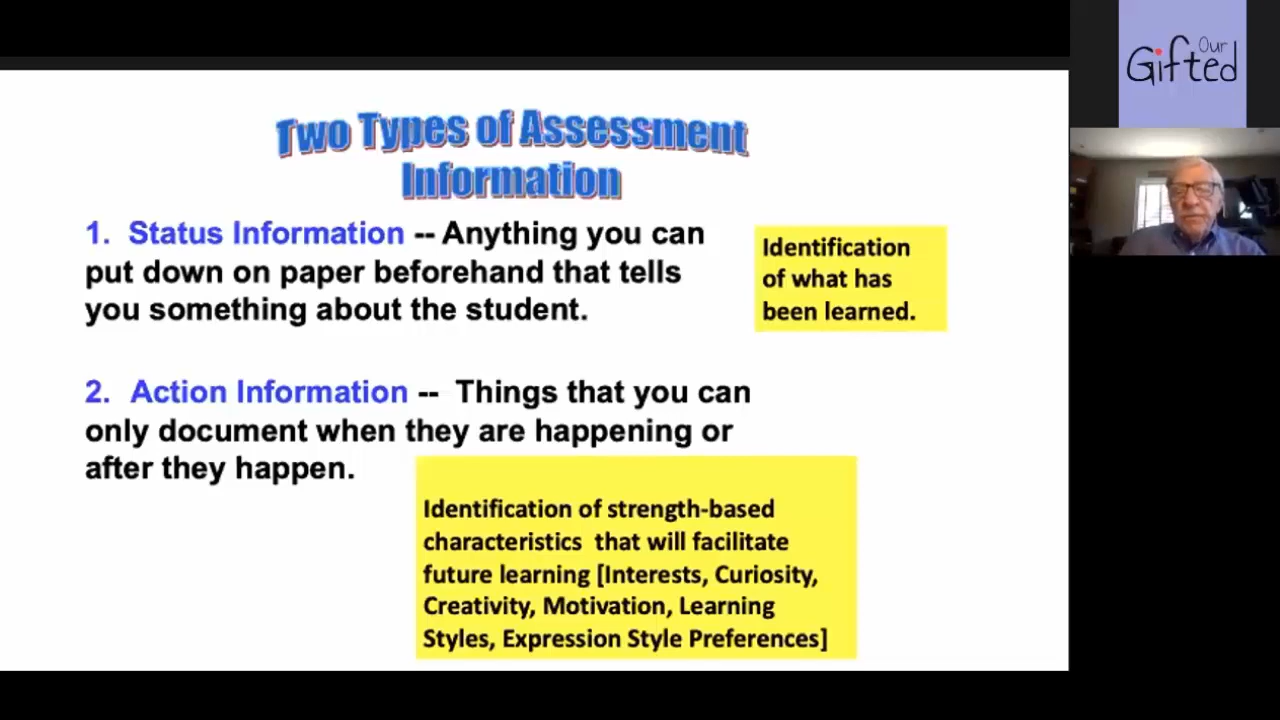 Two Types of Assessment
Information
1. Status Information -- Anything you can
put down on paper beforehand that tells
you something about the student.
Identification
of what has
been learned.
2. Action Information -- Things that you can
only document when they are happening or
after they happen.
Identification of strength-based
characteristics that will facilitate
future learning [Interests, Curiosity,
Creativity, Motivation, Learning
Styles, Expression Style Preferences]
Our
Gifted